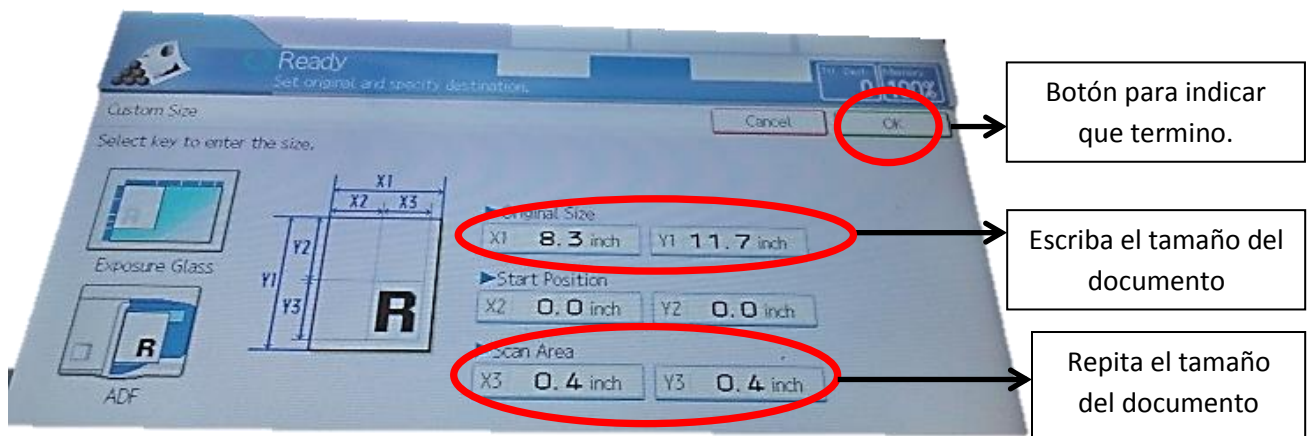 Ready
Set original and specify destination.
Memory
0 100%
Custom Size
Cancel
OK
Botón para indicar
que termino.
Select key to enter the size.
X1
X2 X3
Y2
Y1
Y3
R
Exposure Glass
R
ADF
Original Size
X1 8.3 inch Y1 11.7 inch
Escriba el tamaño del
documento
►Start Position
X2 0.0 inch Y2 0.0 inch
Scan Area
X3 0.4 inch Y3 0.4 inch
Repita el tamaño
del documento